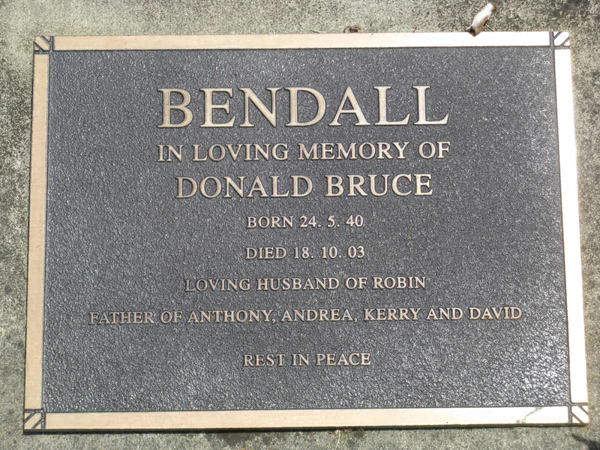 BENDALL
IN LOVING MEMORY OF
DONALD BRUCE
BORN 24. 5. 40
DIED 18. 10. 03
LOVING HUSBAND OF ROBIN
FATHER OF ANTHONY, ANDREA, KERRY AND DAVID
REST IN PEACE